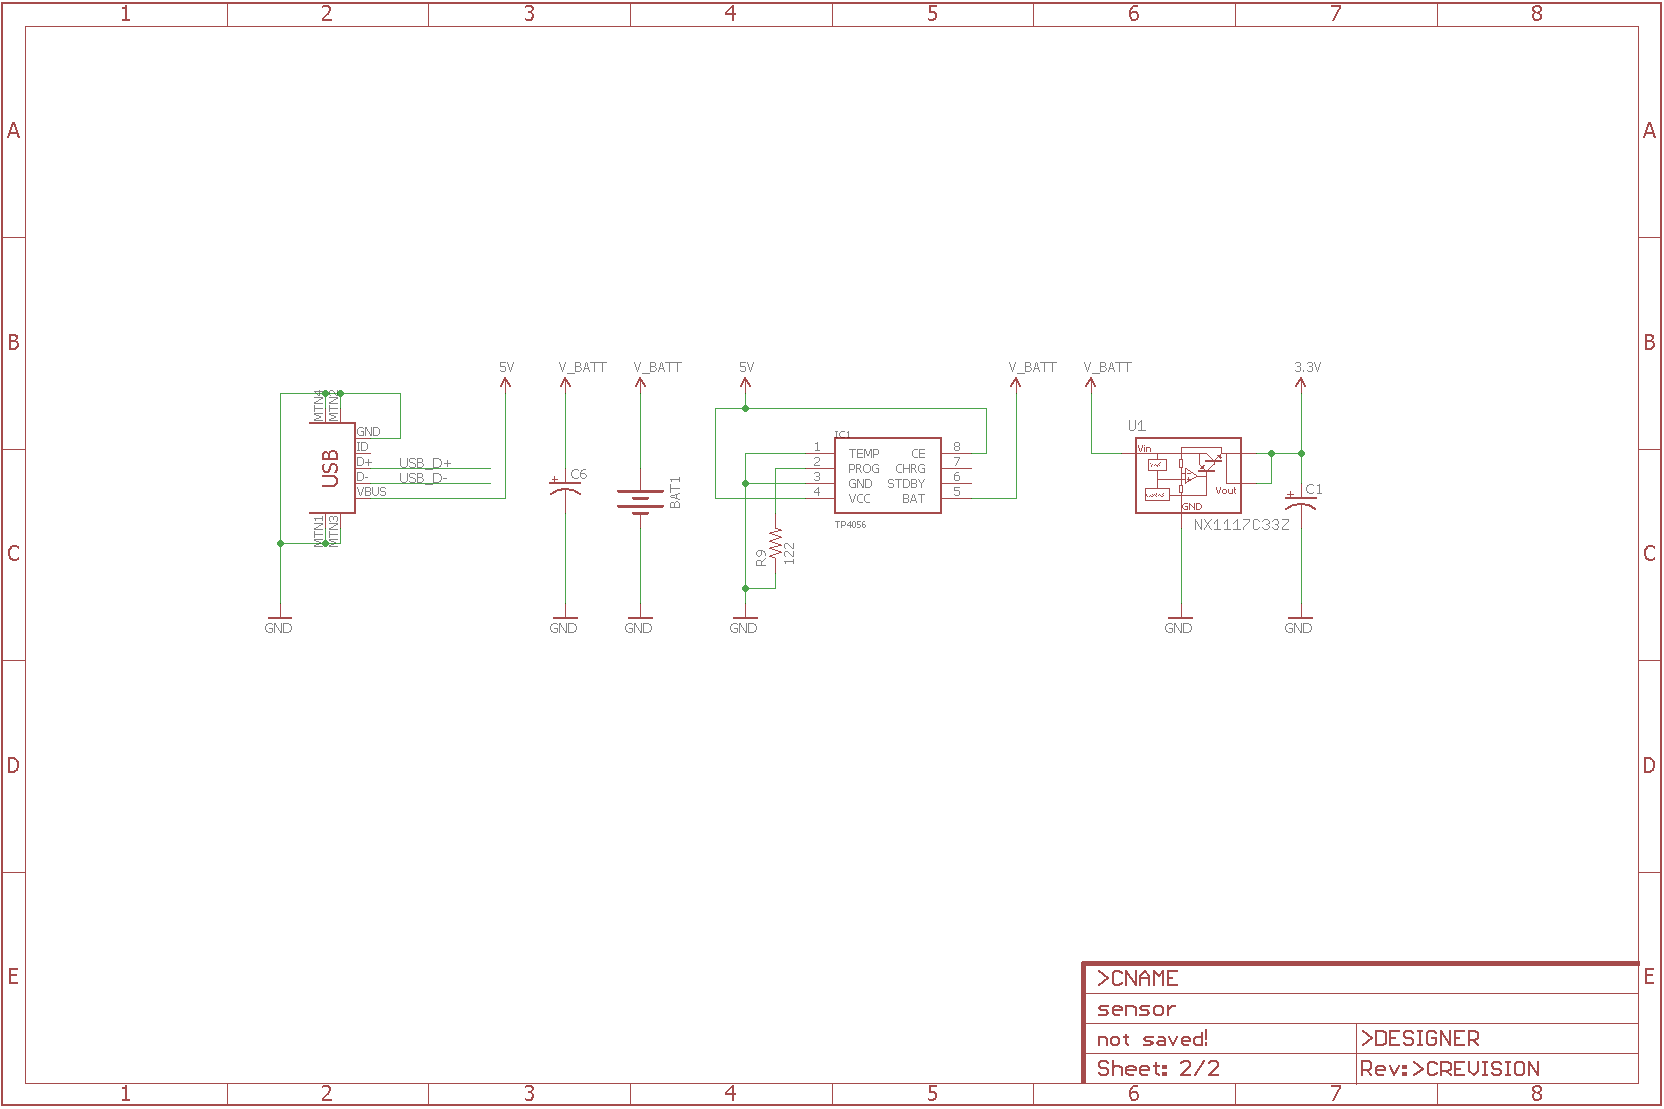 1 2 3 4 5 6 7 8
A A
B B
5V V_BATT V_BATT 5V V_BATT V_BATT 3.3V
MTN4 MTN2
GND
ID
D+ USB_D+
D- USB_D-
VBUS
USB
MTN1 MTN3
C6
BAT1
IC1
1 TEMP CE 8
2 PROG CHRG 7
3 GND STDBY 6
4 VCC BAT 5
TP4056
R9 122
U1
Vin
Vout
GND
NX1117C33Z
C1
C C
GND GND GND GND GND GND
D D
E E
>CNAME
sensor
not saved! >DESIGNER
Sheet: 2/2 Rev:>CREVISION
1 2 3 4 5 6 7 8